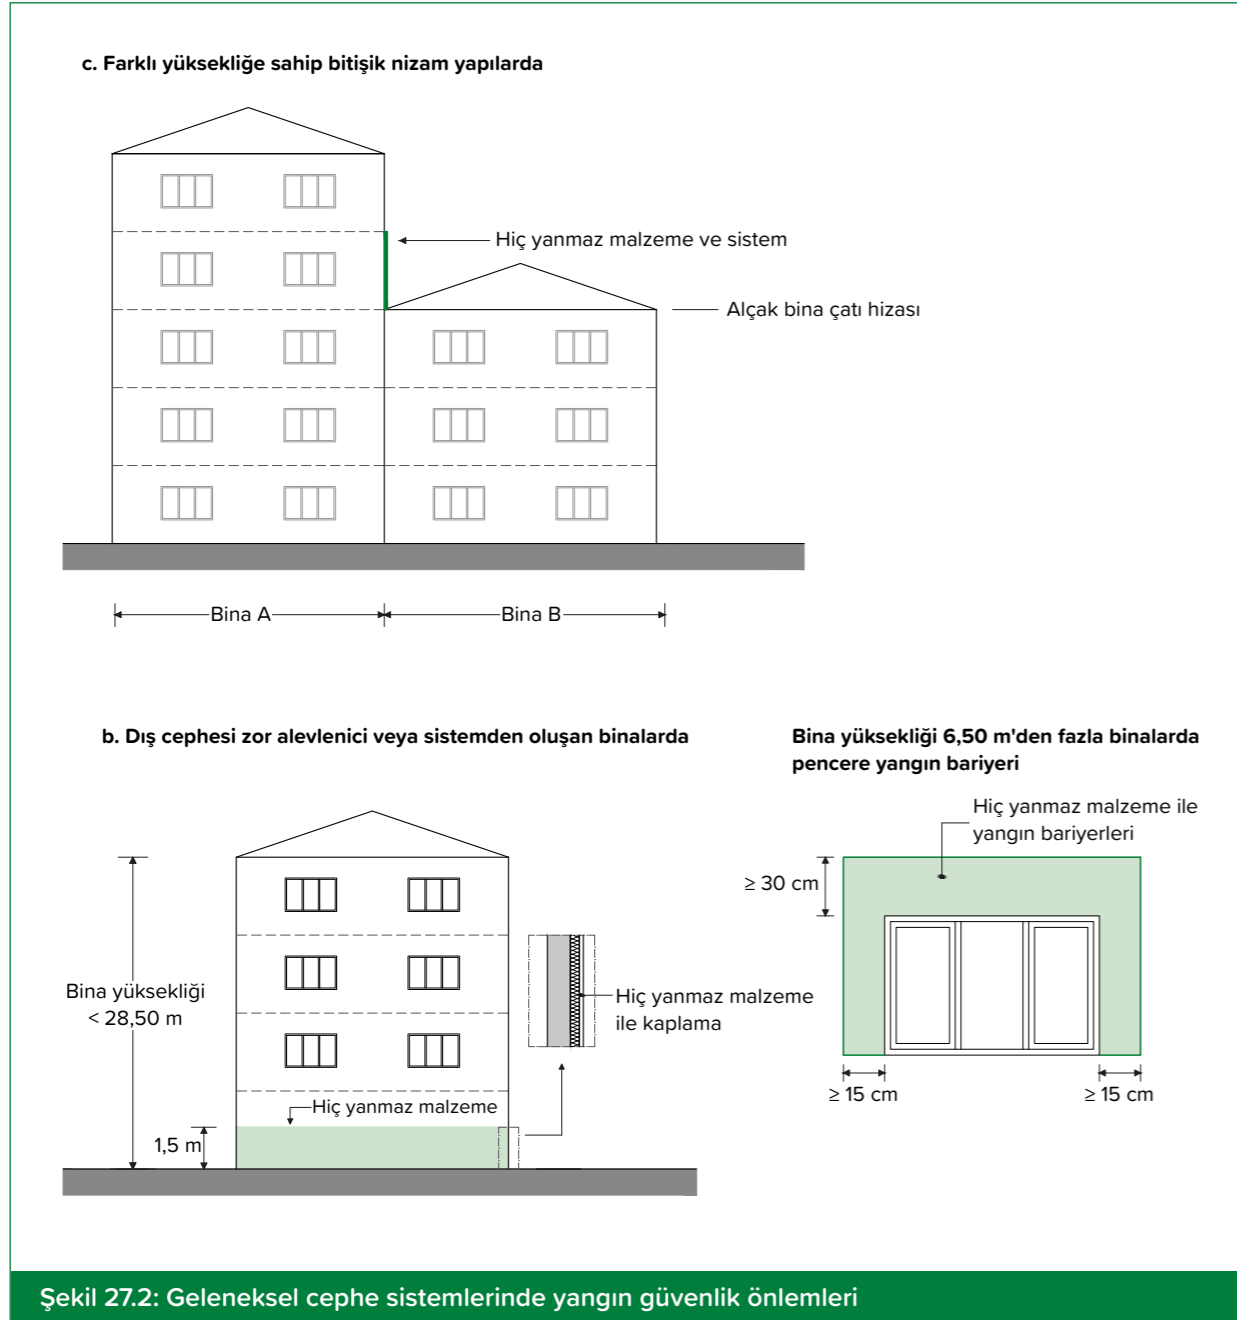 c. Farklı yüksekliğe sahip bitişik nizam yapılarda
Hiç yanmaz malzeme ve sistem
Alçak bina çatı hizası
Bina A
Bina B
b. Dış cephesi zor alevlenici veya sistemden oluşan binalarda
Bina yüksekliği
< 28,50 m
1,5 m
Hiç yanmaz malzeme
Hiç yanmaz malzeme
ile kaplama
Bina yüksekliği 6,50 m'den fazla binalarda
pencere yangın bariyeri
Hiç yanmaz malzeme ile
yangın bariyerleri
≥ 30 cm
≥ 15 cm
≥ 15 cm
Şekil 27.2: Geleneksel cephe sistemlerinde yangın güvenlik önlemleri